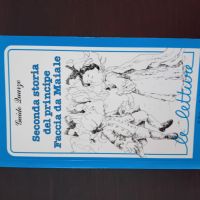 Guido Quarzo
Seconda storia
del principe
Faccia da Maiale
le letture